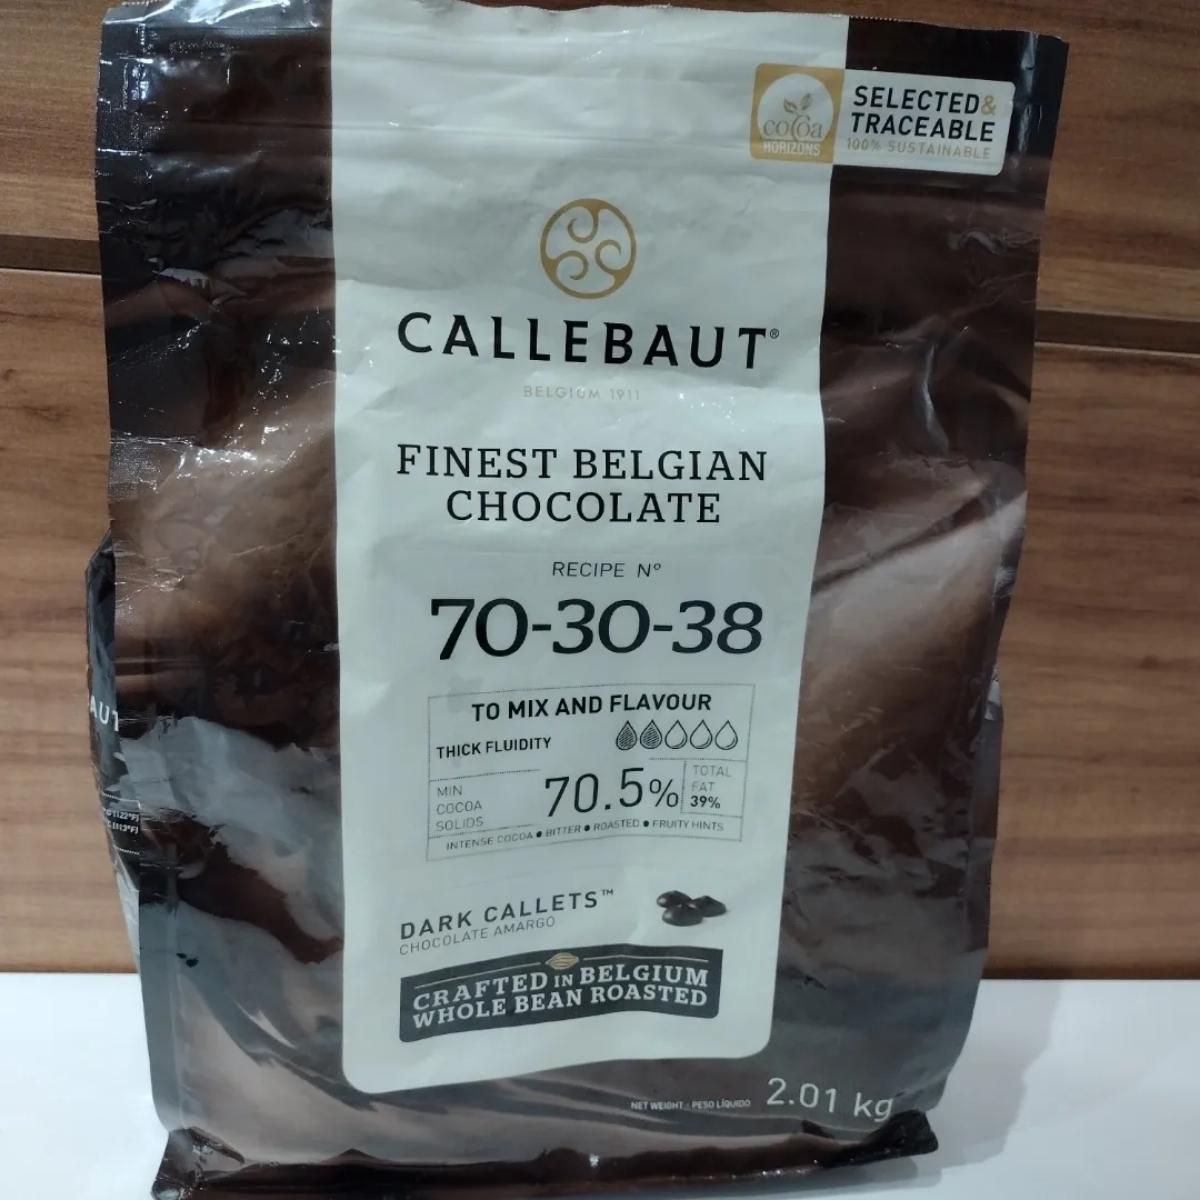 cocoa
HORIZONS
SELECTED&
TRACEABLE
100% SUSTAINABLE
CALLEBAUT®
BELGIUM 1911
FINEST BELGIAN
CHOCOLATE
RECIPE Nº
70-30-38
TO MIX AND FLAVOUR
THICK FLUIDITY
MIN
COCOA
SOLIDS
70.5%
TOTAL
FAT
39%
INTENSE COCOA ● BITTER ● ROASTED ● FRUITY HINTS
DARK CALLETS™
CHOCOLATE AMARGO
CRAFTED IN BELGIUM
WHOLE BEAN ROASTED
NET WEIGHT - PESO LÍQUIDO 2.01 kg
AUT